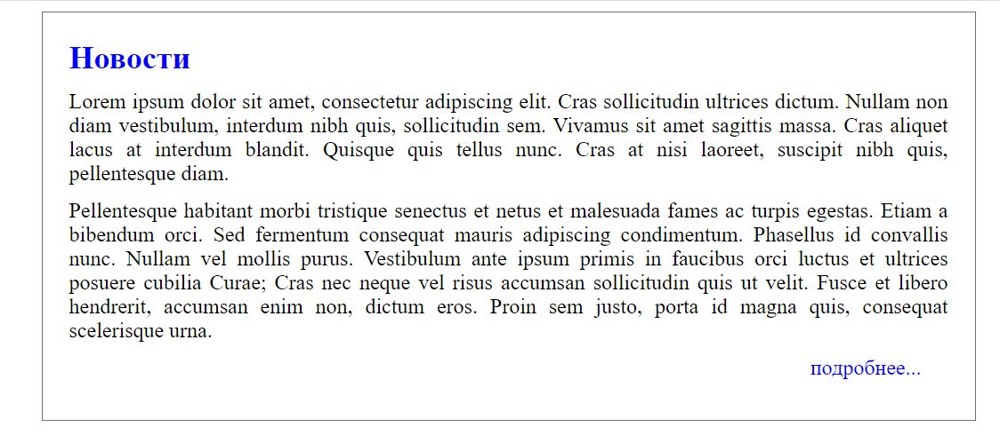 Новости
Lorem ipsum dolor sit amet, consectetur adipiscing elit. Cras sollicitudin ultrices dictum. Nullam non
diam vestibulum, interdum nibh quis, sollicitudin sem. Vivamus sit amet sagittis massa. Cras aliquet
lacus at interdum blandit. Quisque quis tellus nunc. Cras at nisi laoreet, suscipit nibh quis,
pellentesque diam.
Pellentesque habitant morbi tristique senectus et netus et malesuada fames ac turpis egestas. Etiam a
bibendum orci. Sed fermentum consequat mauris adipiscing condimentum. Phasellus id convallis
nunc. Nullam vel mollis purus. Vestibulum ante ipsum primis in faucibus orci luctus et ultrices
posuere cubilia Curae; Cras nec neque vel risus accumsan sollicitudin quis ut velit. Fusce et libero
hendrerit, accumsan enim non, dictum eros. Proin sem justo, porta id magna quis, consequat
scelerisque urna.
подробнее...